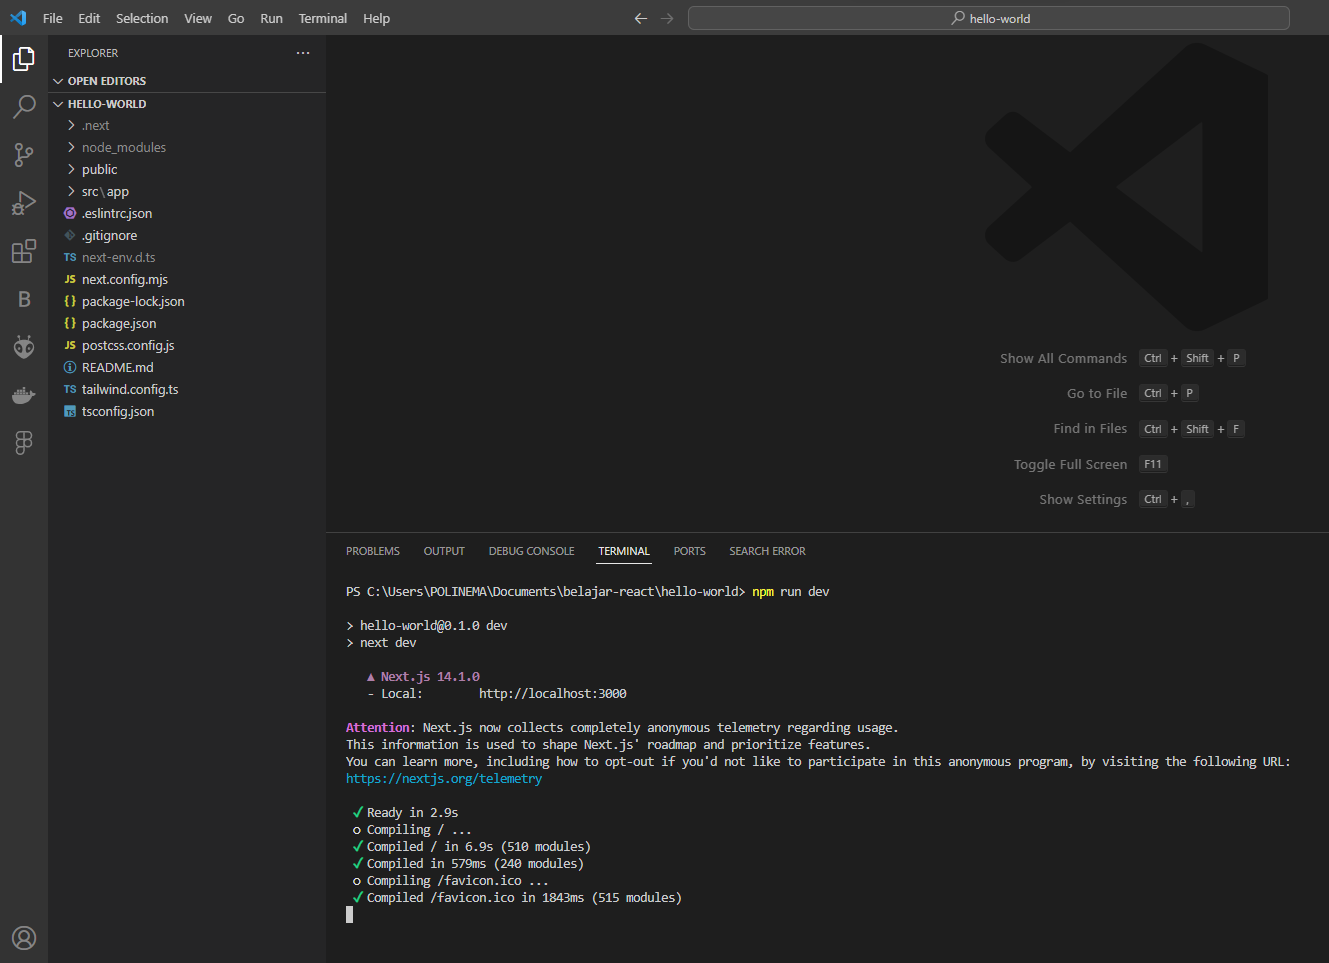 File Edit Selection View Go Run Terminal Help
hello-world
EXPLORER
OPEN EDITORS
HELLO-WORLD
.next
node_modules
public
src\app
.eslintrc.json
.gitignore
TS next-env.d.ts
JS next.config.mjs
{} package-lock.json
{} package.json
JS postcss.config.js
README.md
TS tailwind.config.ts
TS tsconfig.json
B
Show All Commands Ctrl + Shift + P
Go to File Ctrl + P
Find in Files Ctrl + Shift + F
Toggle Full Screen F11
Show Settings Ctrl + ,
PROBLEMS OUTPUT DEBUG CONSOLE TERMINAL PORTS SEARCH ERROR
PS C:\Users\POLINEMA\Documents\belajar-react\hello-world> npm run dev
> hello-world@0.1.0 dev
> next dev
▲ Next.js 14.1.0
- Local: http://localhost:3000
Attention: Next.js now collects completely anonymous telemetry regarding usage.
This information is used to shape Next.js' roadmap and prioritize features.
You can learn more, including how to opt-out if you'd not like to participate in this anonymous program, by visiting the following URL:
https://nextjs.org/telemetry
✓ Ready in 2.9s
○ Compiling / ...
✓ Compiled / in 6.9s (510 modules)
✓ Compiled in 579ms (240 modules)
○ Compiling /favicon.ico ...
✓ Compiled /favicon.ico in 1843ms (515 modules)